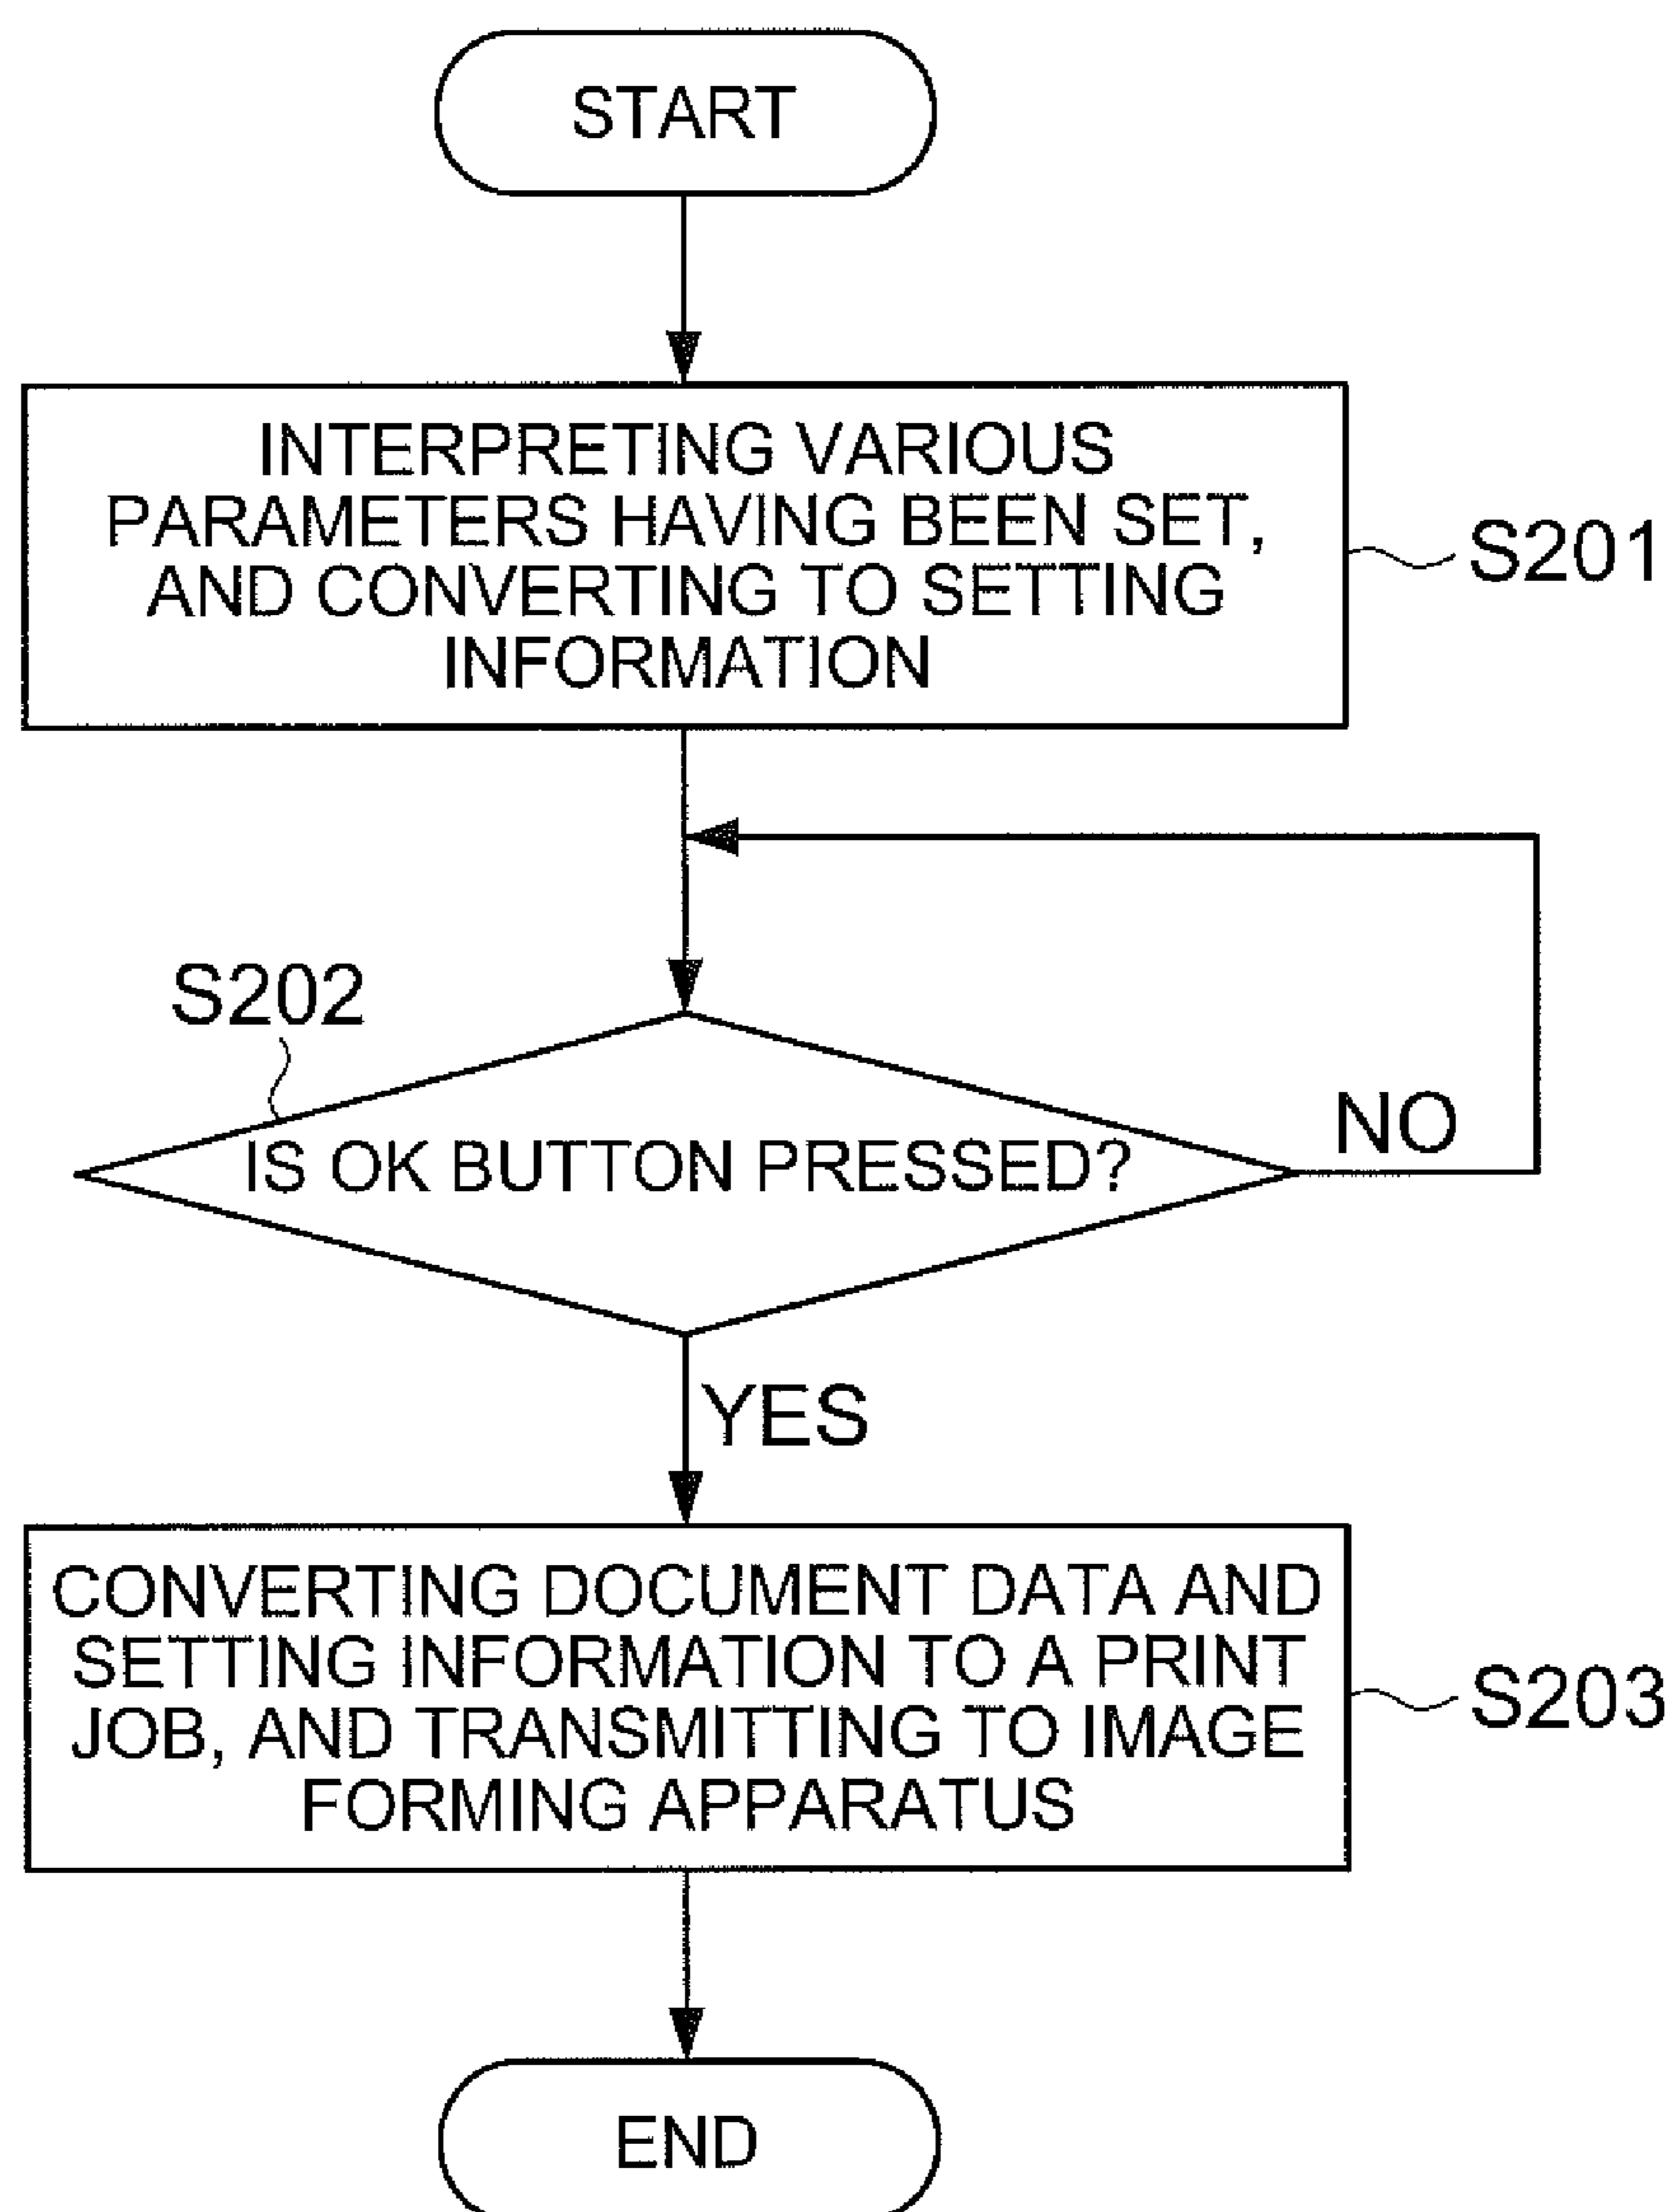 START
INTERPRETING VARIOUS
PARAMETERS HAVING BEEN SET,
AND CONVERTING TO SETTING
INFORMATION
S201
S202
IS OK BUTTON PRESSED?
NO
YES
CONVERTING DOCUMENT DATA AND
SETTING INFORMATION TO A PRINT
JOB, AND TRANSMITTING TO IMAGE
FORMING APPARATUS
S203
END